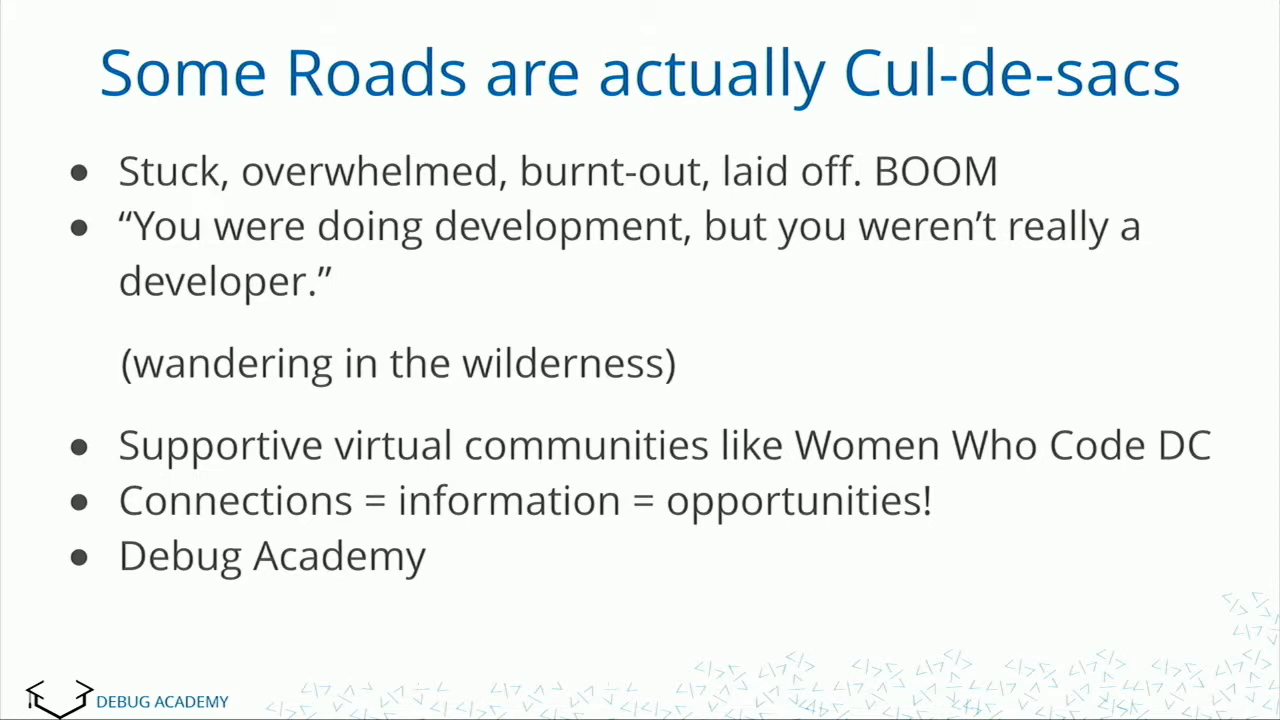 Some Roads are actually Cul-de-sacs
● Stuck, overwhelmed, burnt-out, laid off. BOOM
● “You were doing development, but you weren’t really a
developer.”
(wandering in the wilderness)
● Supportive virtual communities like Women Who Code DC
● Connections = information = opportunities!
● Debug Academy
DEBUG ACADEMY